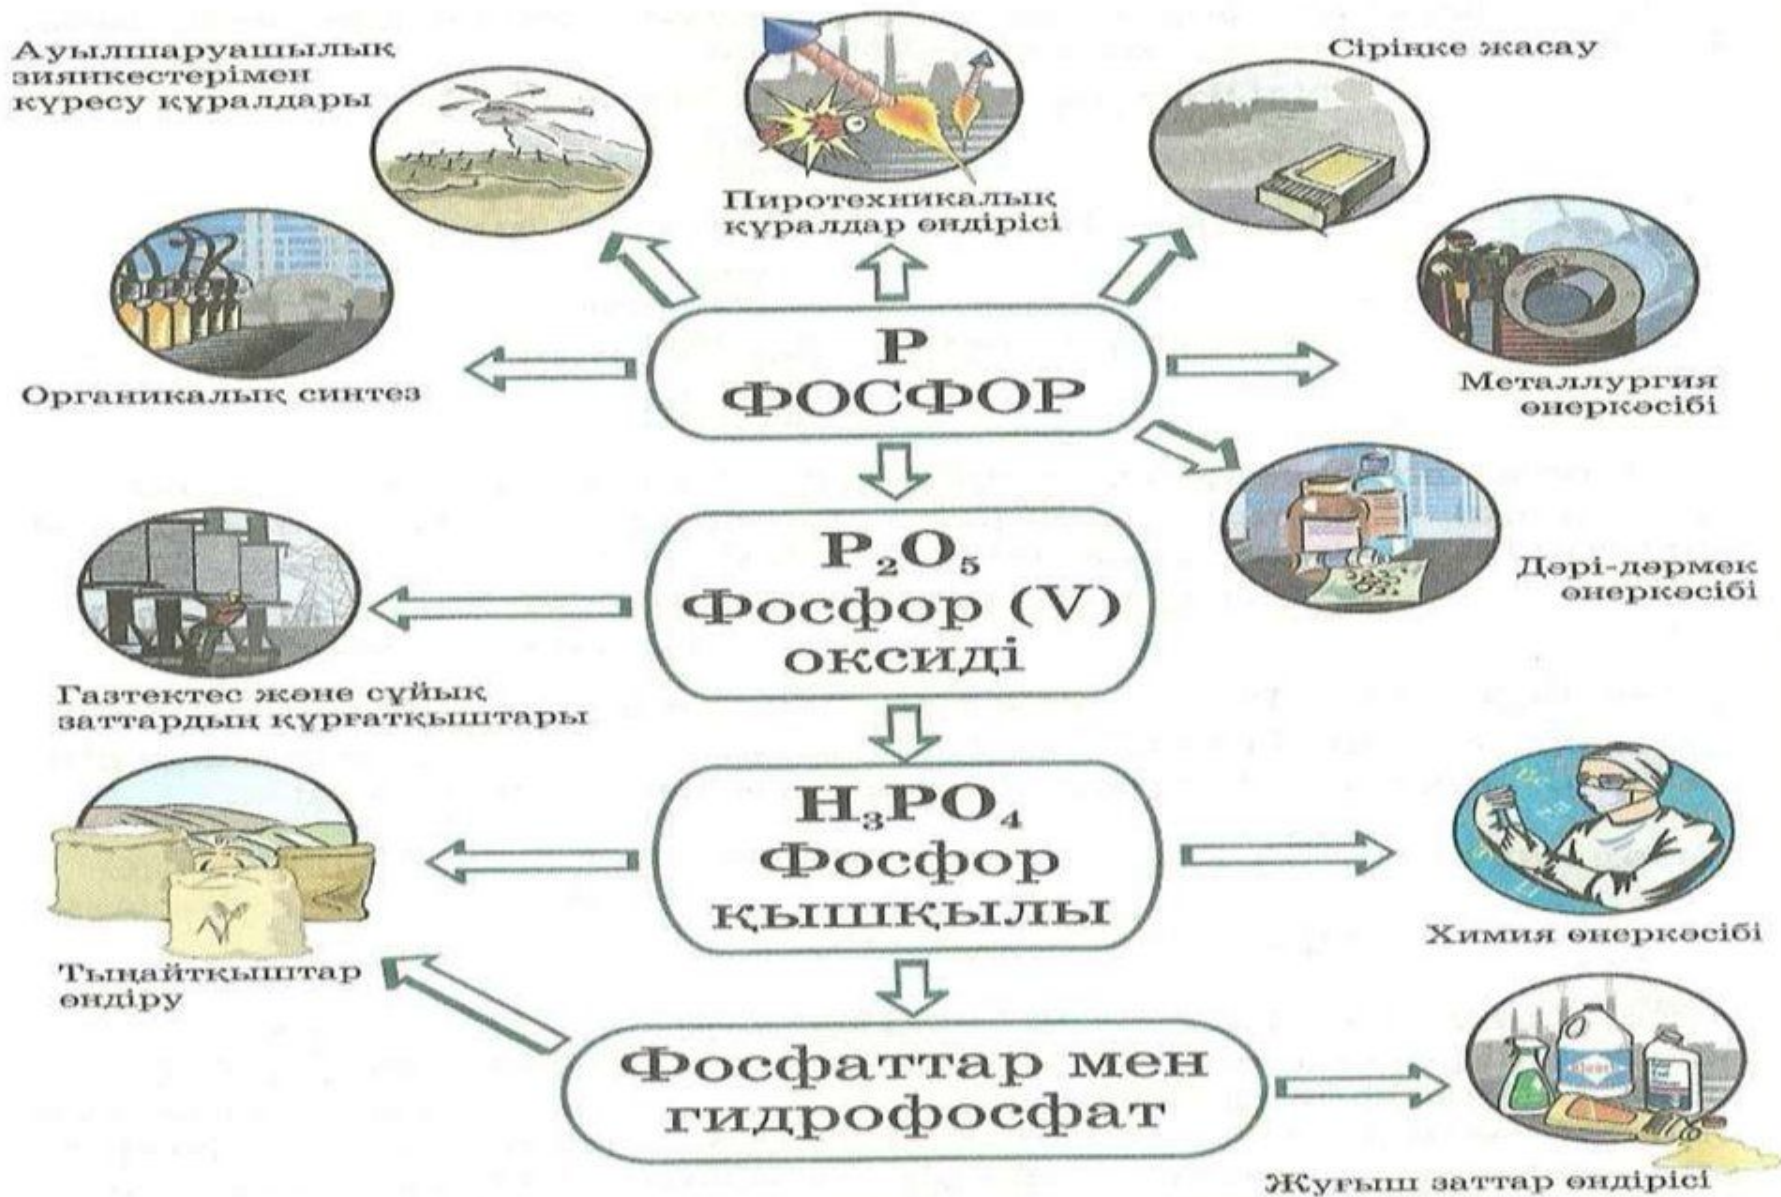 Ауылшаруашылық
зиянкестерімен
күресу құралдары
Пиротехникалық
құралдар өндірісі
Сіріңке жасау
Органикалық синтез
P
ФОСФОР
Металлургия
өнеркәсібі
P₂O₅
Фосфор (V)
оксиді
Дәрі-дәрмек
өнеркәсібі
Газтектес және сұйық
заттардың құрғатқыштары
H₃PO₄
Фосфор
қышқылы
Тыңайтқыштар
өндіру
Химия өнеркәсібі
Фосфаттар мен
гидрофосфат
Жуғыш заттар өндірісі